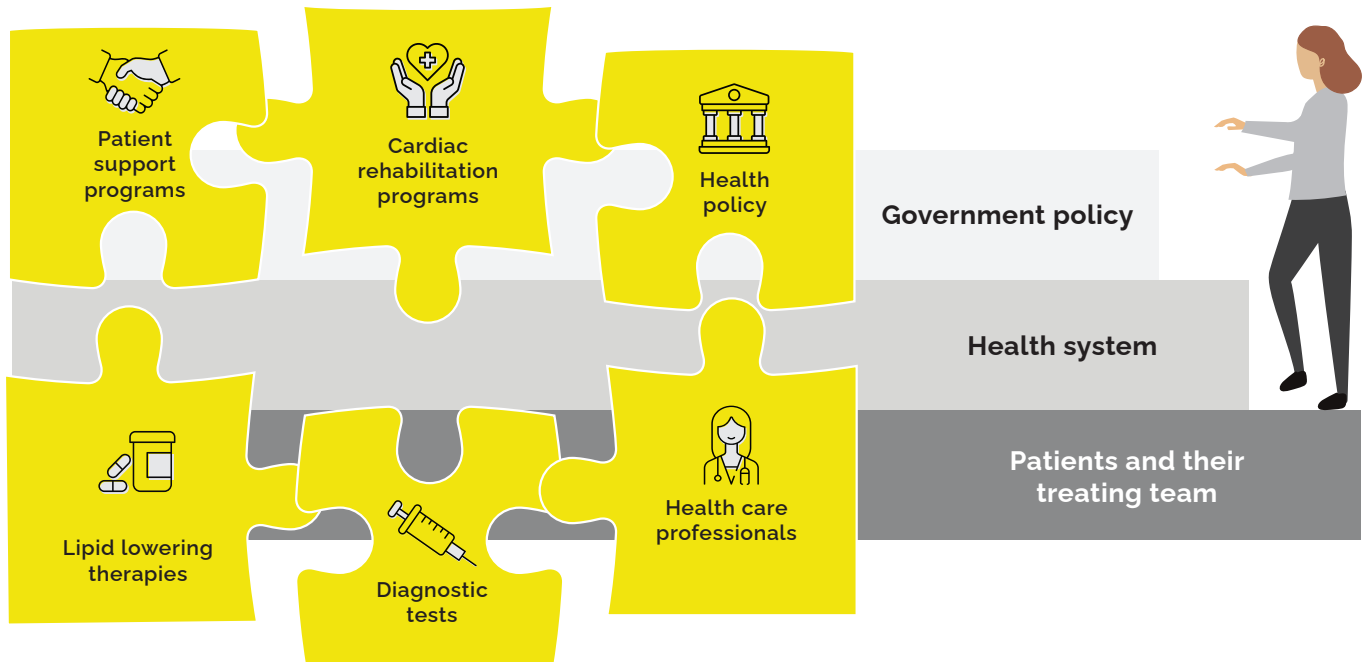 Patient
support
programs
Cardiac
rehabilitation
programs
Health
policy
Government policy
Health system
Patients and their
treating team
Lipid lowering
therapies
Diagnostic
tests
Health care
professionals